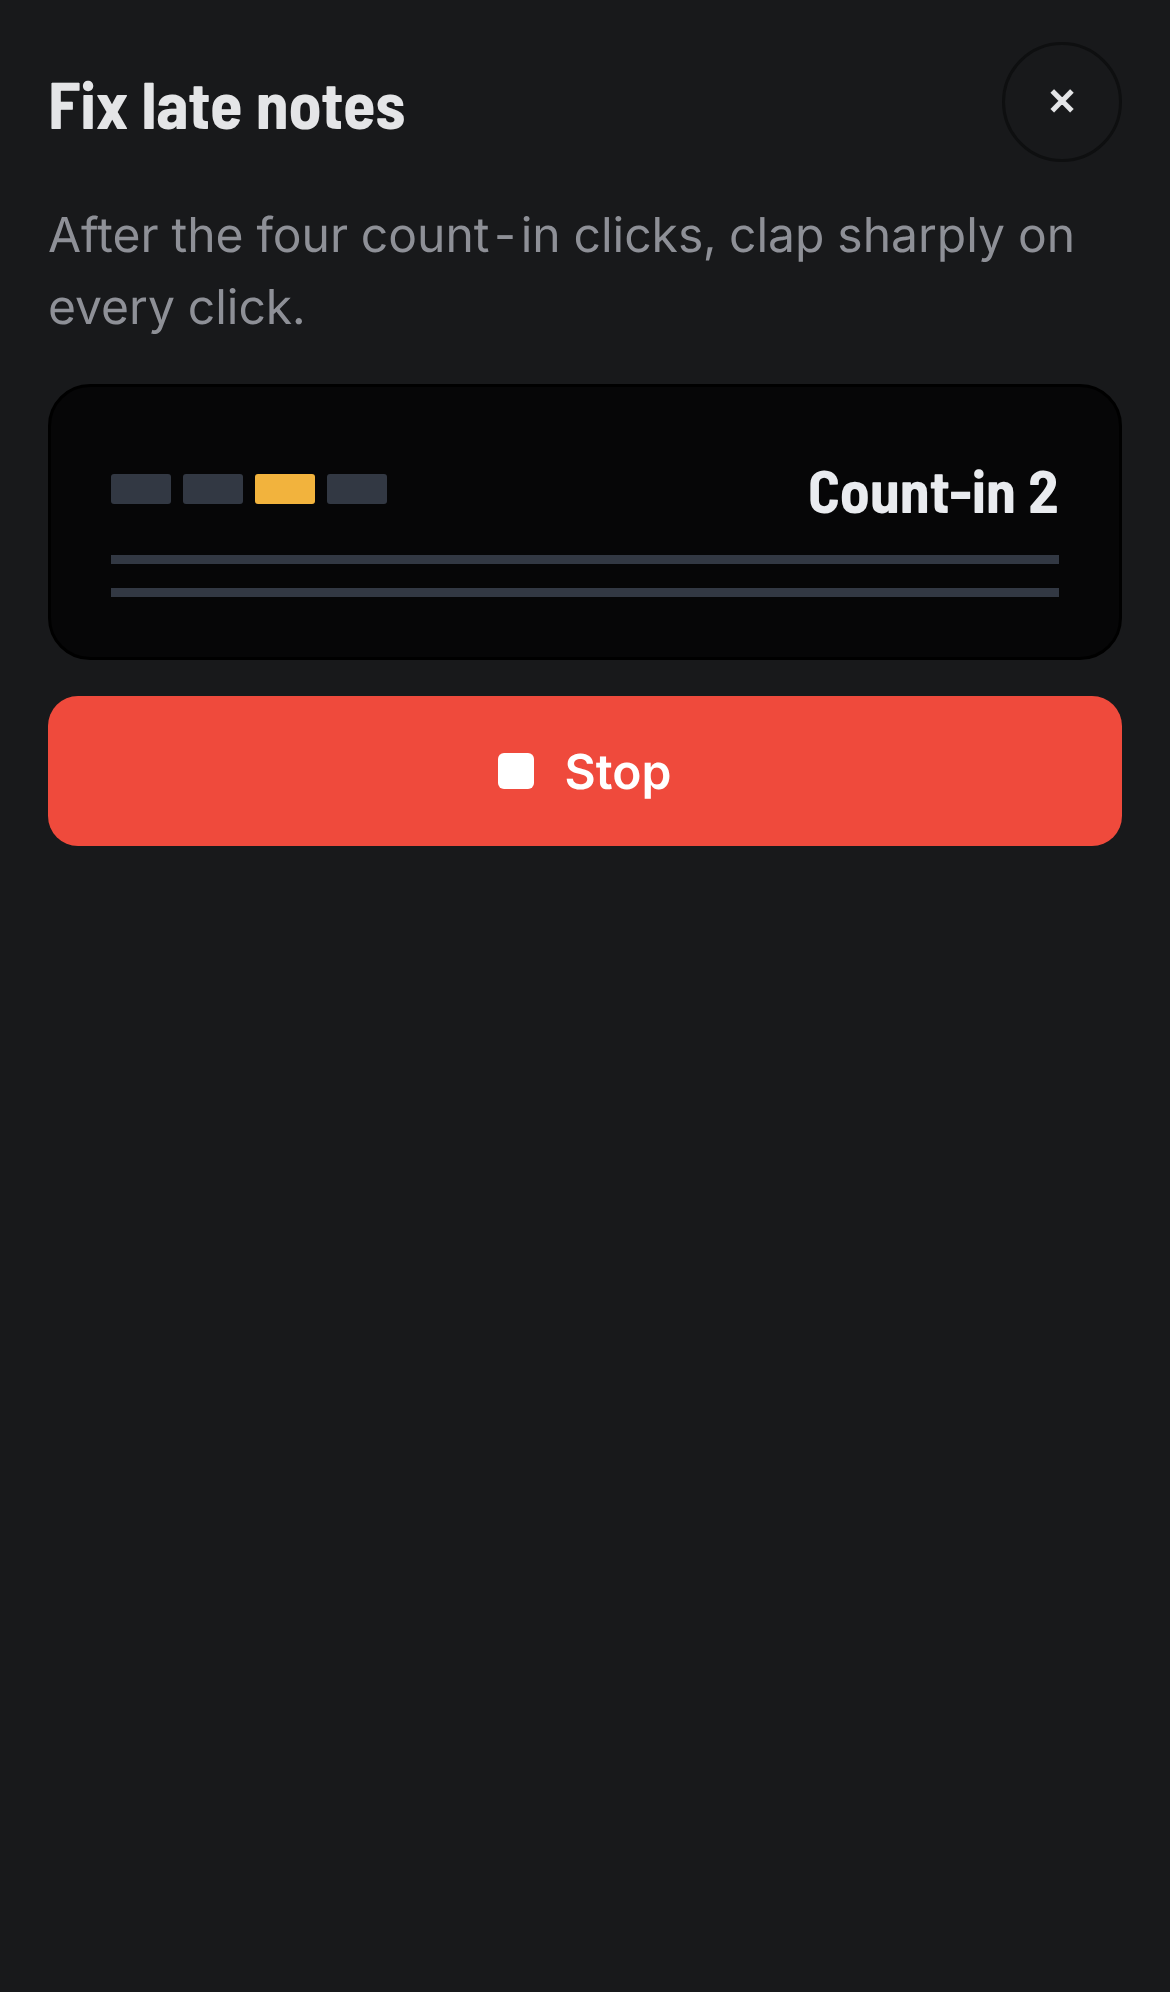 Fix late notes
×
After the four count-in clicks, clap sharply on
every click.
Count-in 2
Stop